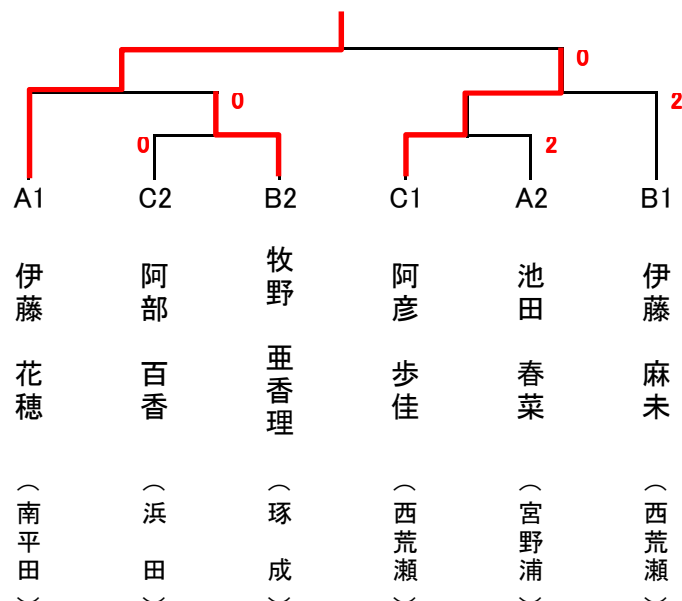 0
0
2
0
2
A1
C2
B2
C1
A2
B1
伊藤 花穂
阿部 百香
牧野 亜香理
阿彦 歩佳
池田 春菜
伊藤 麻未
（南平田）
（浜田）
（琢成）
（西荒瀬）
（宮野浦）
（西荒瀬）